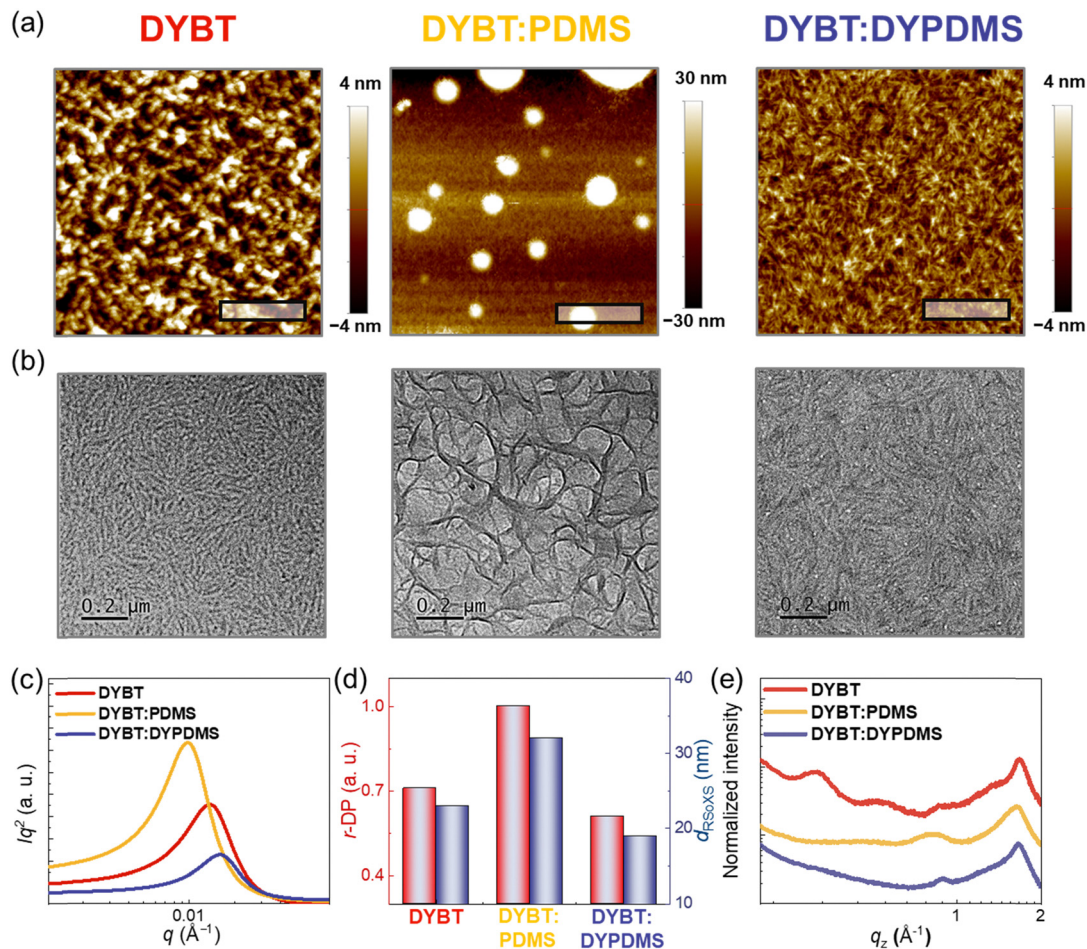 (a)
DYBT
DYBT:PDMS
DYBT:DYPDMS
4 nm
−4 nm
30 nm
−30 nm
4 nm
−4 nm
(b)
0.2 μm
0.2 μm
0.2 μm
(c)
DYBT
DYBT:PDMS
DYBT:DYPDMS
Iq² (a. u.)
0.01
q (Å⁻¹)
(d)
1.0
0.7
0.4
r-DP (a. u.)
40
30
20
10
d_RSoXS (nm)
DYBT
DYBT:
PDMS
DYBT:
DYPDMS
(e)
DYBT
DYBT:PDMS
DYBT:DYPDMS
Normalized intensity
1
2
q_z (Å⁻¹)